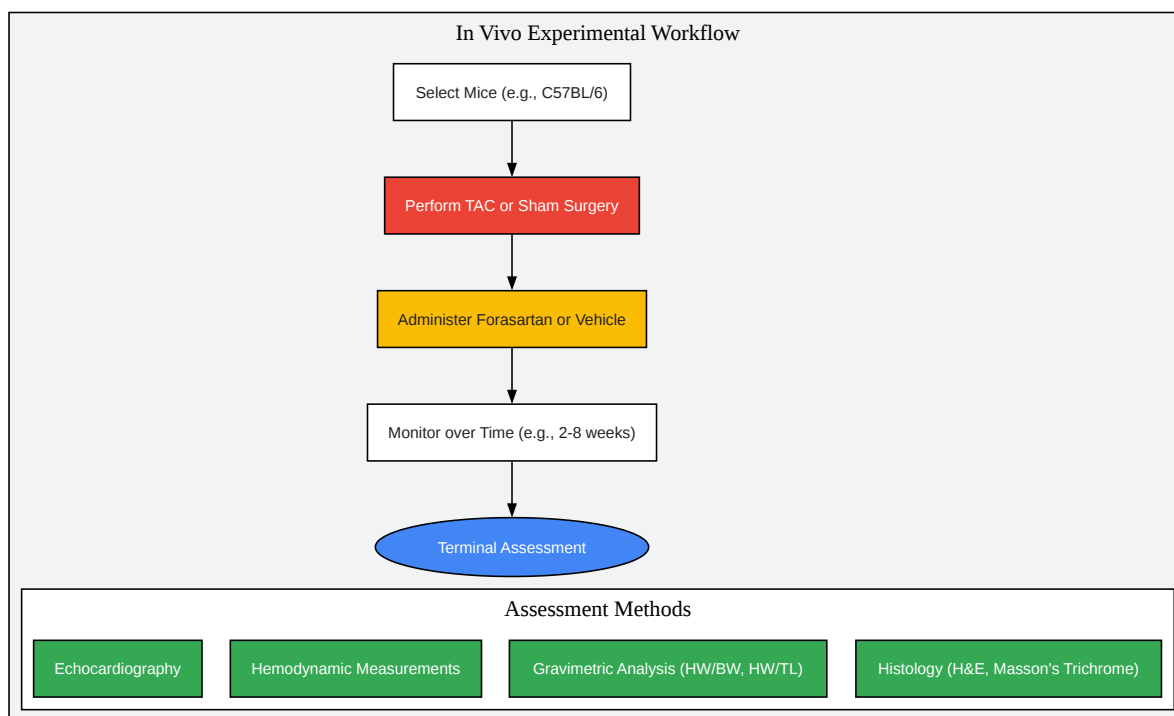 In Vivo Experimental Workflow
Select Mice (e.g., C57BL/6)
Perform TAC or Sham Surgery
Administer Forasartan or Vehicle
Monitor over Time (e.g., 2-8 weeks)
Terminal Assessment
Assessment Methods
Echocardiography
Hemodynamic Measurements
Gravimetric Analysis (HW/BW, HW/TL)
Histology (H&E, Masson's Trichrome)